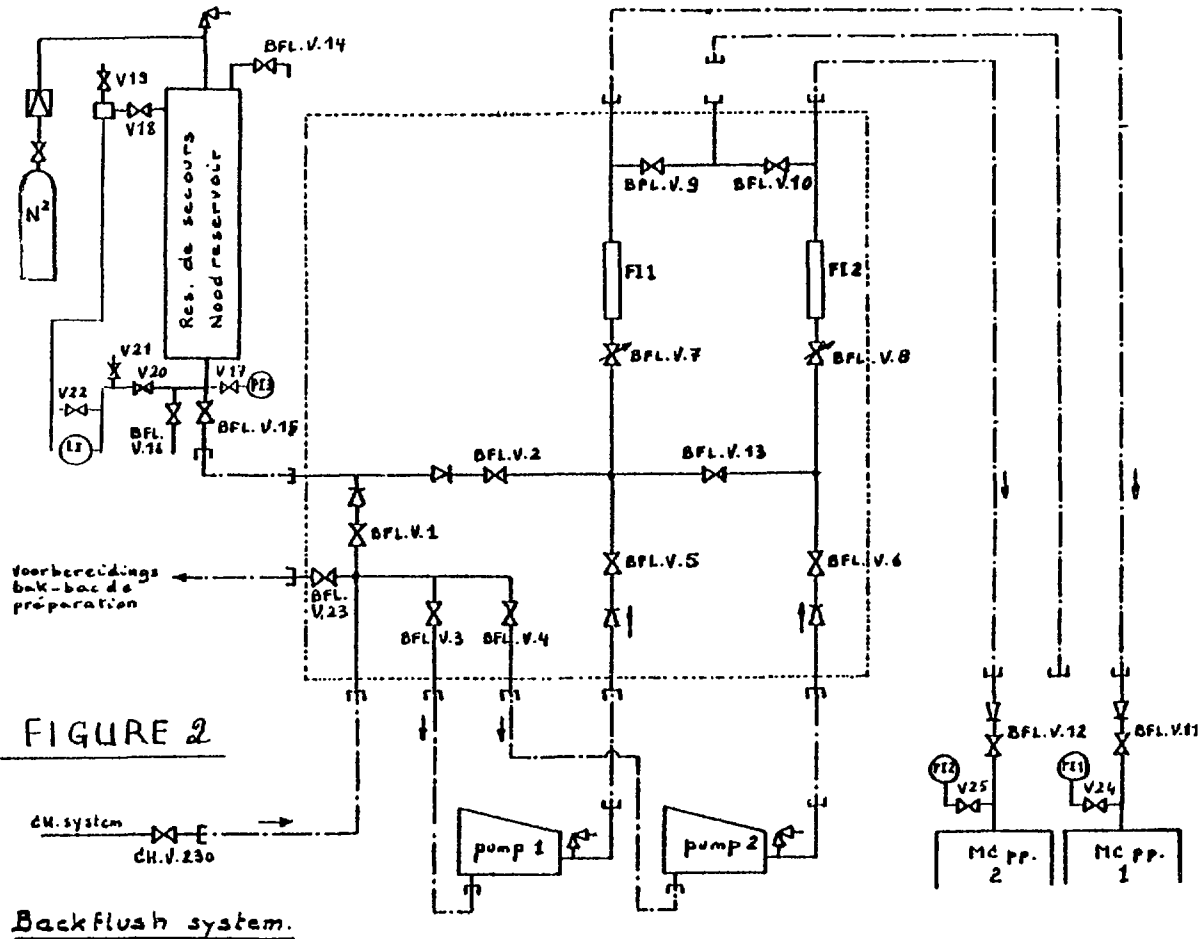 BFL.V.14
V19
V18
N²
Res. de secours
Noodreservoir
BFL.V.9
BFL.V.10
FI1
FI2
BFL.V.7
BFL.V.8
V21
V20
V17
PI3
V22
LI
BFL.
V.16
BFL.V.15
BFL.V.2
BFL.V.13
BFL.V.1
BFL.V.5
BFL.V.6
Voorbereidings
bak-bac de
préparation
BFL.
V.23
BFL.V.3
BFL.V.4
FIGURE 2
BFL.V.12
BFL.V.11
PI2
V25
V24
CH.system
CH.V.230
pump 1
pump 2
MC pp.
2
MC pp.
1
Backflush system.